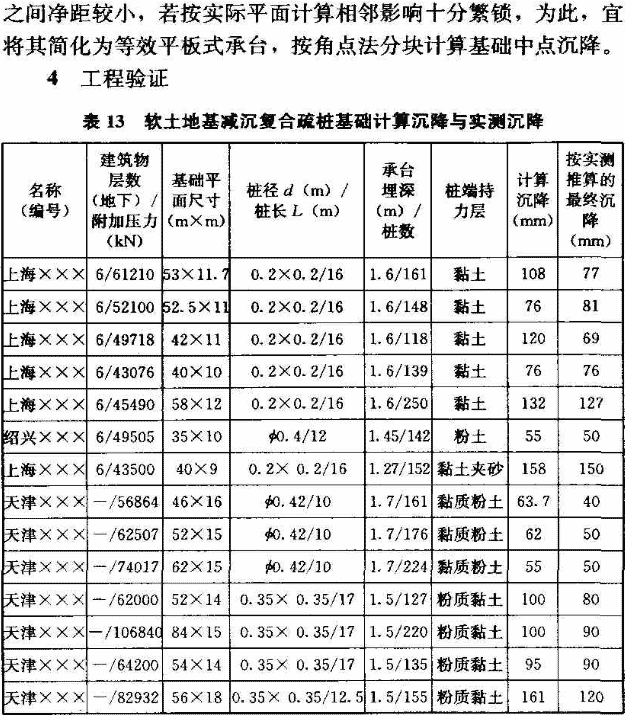 之间净距较小，若按实际平面计算相邻影响十分繁锁，为此，宜
将其简化为等效平板式承台，按角点法分块计算基础中点沉降。
4 工程验证
表 13 软土地基减沉复合疏桩基础计算沉降与实测沉降
名称（编号） 建筑物层数（地下）/附加压力（kN） 基础平面尺寸（m×m） 桩径 d（m）/桩长 L（m） 承台埋深（m）/桩数 桩端持力层 计算沉降（mm） 按实测推算的最终沉降（mm）
上海××× 6/61210 53×11.7 0.2×0.2/16 1.6/161 黏土 108 77
上海××× 6/52100 52.5×11 0.2×0.2/16 1.6/148 黏土 76 81
上海××× 6/49718 42×11 0.2×0.2/16 1.6/118 黏土 120 69
上海××× 6/43076 40×10 0.2×0.2/16 1.6/139 黏土 76 76
上海××× 6/45490 58×12 0.2×0.2/16 1.6/250 黏土 132 127
绍兴××× 6/49505 35×10 ϕ0.4/12 1.45/142 粉土 55 50
上海××× 6/43500 40×9 0.2×0.2/16 1.27/152 黏土夹砂 158 150
天津××× —/56864 46×16 ϕ0.42/10 1.7/161 黏质粉土 63.7 40
天津××× —/62507 52×15 ϕ0.42/10 1.7/176 黏质粉土 62 50
天津××× —/74017 62×15 ϕ0.42/10 1.7/224 黏质粉土 55 50
天津××× —/62000 52×14 0.35×0.35/17 1.5/127 粉质黏土 100 80
天津××× —/106840 84×15 0.35×0.35/17 1.5/220 粉质黏土 100 90
天津××× —/64200 54×14 0.35×0.35/17 1.5/135 粉质黏土 95 90
天津××× —/82932 56×18 0.35×0.35/12.5 1.5/155 粉质黏土 161 120